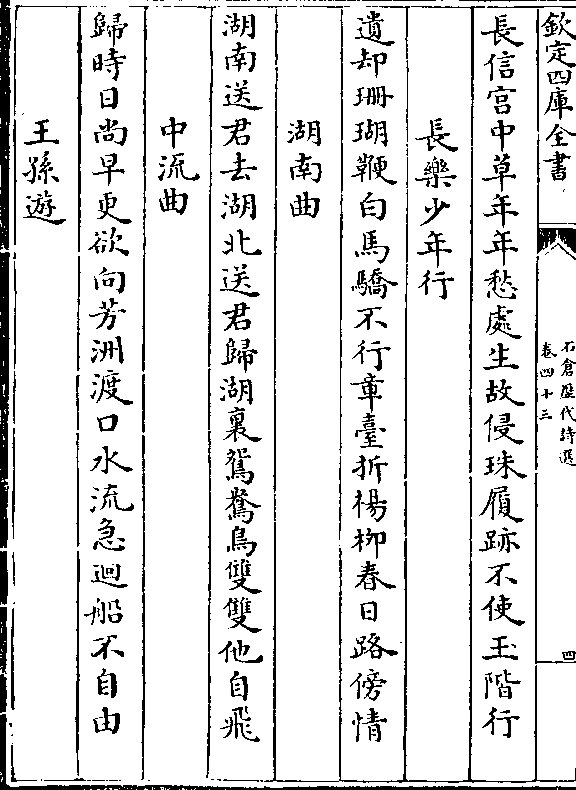 欽定四庫全書
石倉歴代詩選
卷四十三
四
長信宮中草年年愁處生故侵珠履跡不使玉階行
長樂少年行
遺却珊瑚鞭白馬驕不行章臺折楊柳春日路傍情
湖南曲
湖南送君去湖北送君歸湖裏鴛鴦鳥雙雙他自飛
中流曲
歸時日尚早更欲向芳洲渡口水流急迴船不自由
王孫遊